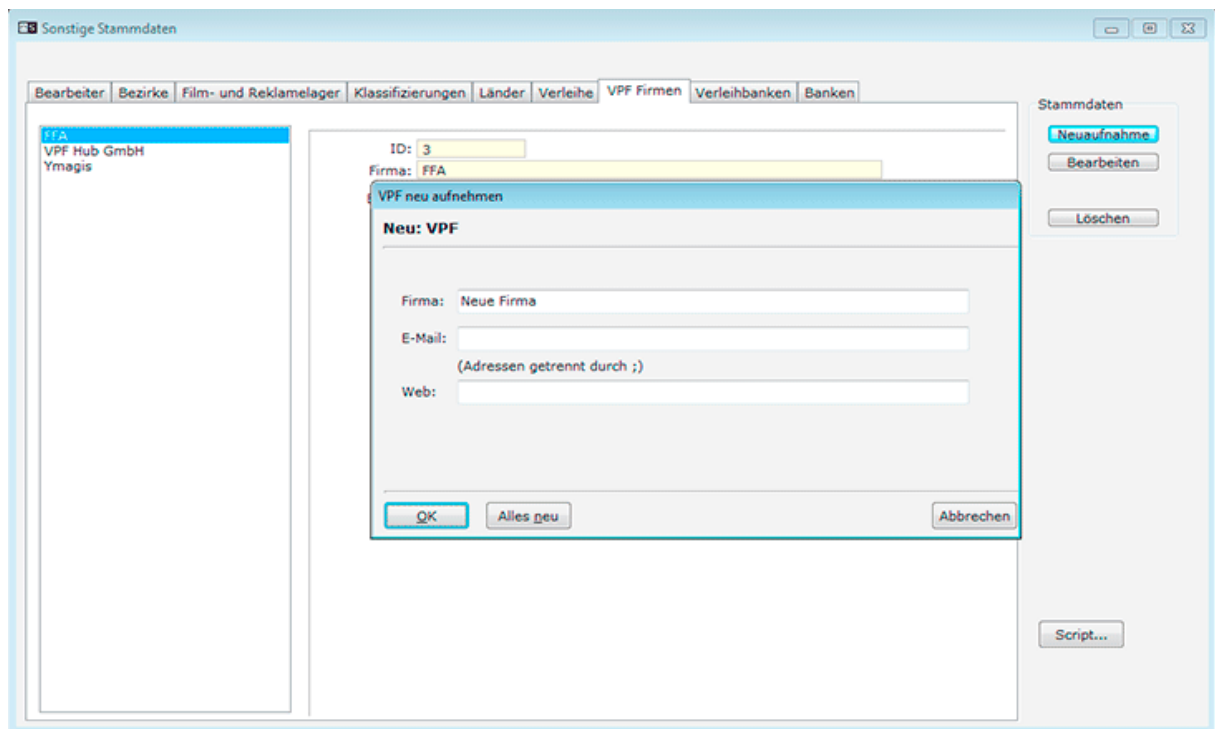 Sonstige Stammdaten
Bearbeiter Bezirke Film- und Reklamelager Klassifizierungen Länder Verleihe VPF Firmen Verleihbanken Banken
Stammdaten
FFA
VPF Hub GmbH
Ymagis
ID: 3
Firma: FFA
Neuaufnahme
Bearbeiten
Löschen
VPF neu aufnehmen
Neu: VPF
Firma: Neue Firma
E-Mail:
(Adressen getrennt durch ;)
Web:
OK Alles neu Abbrechen
Script...